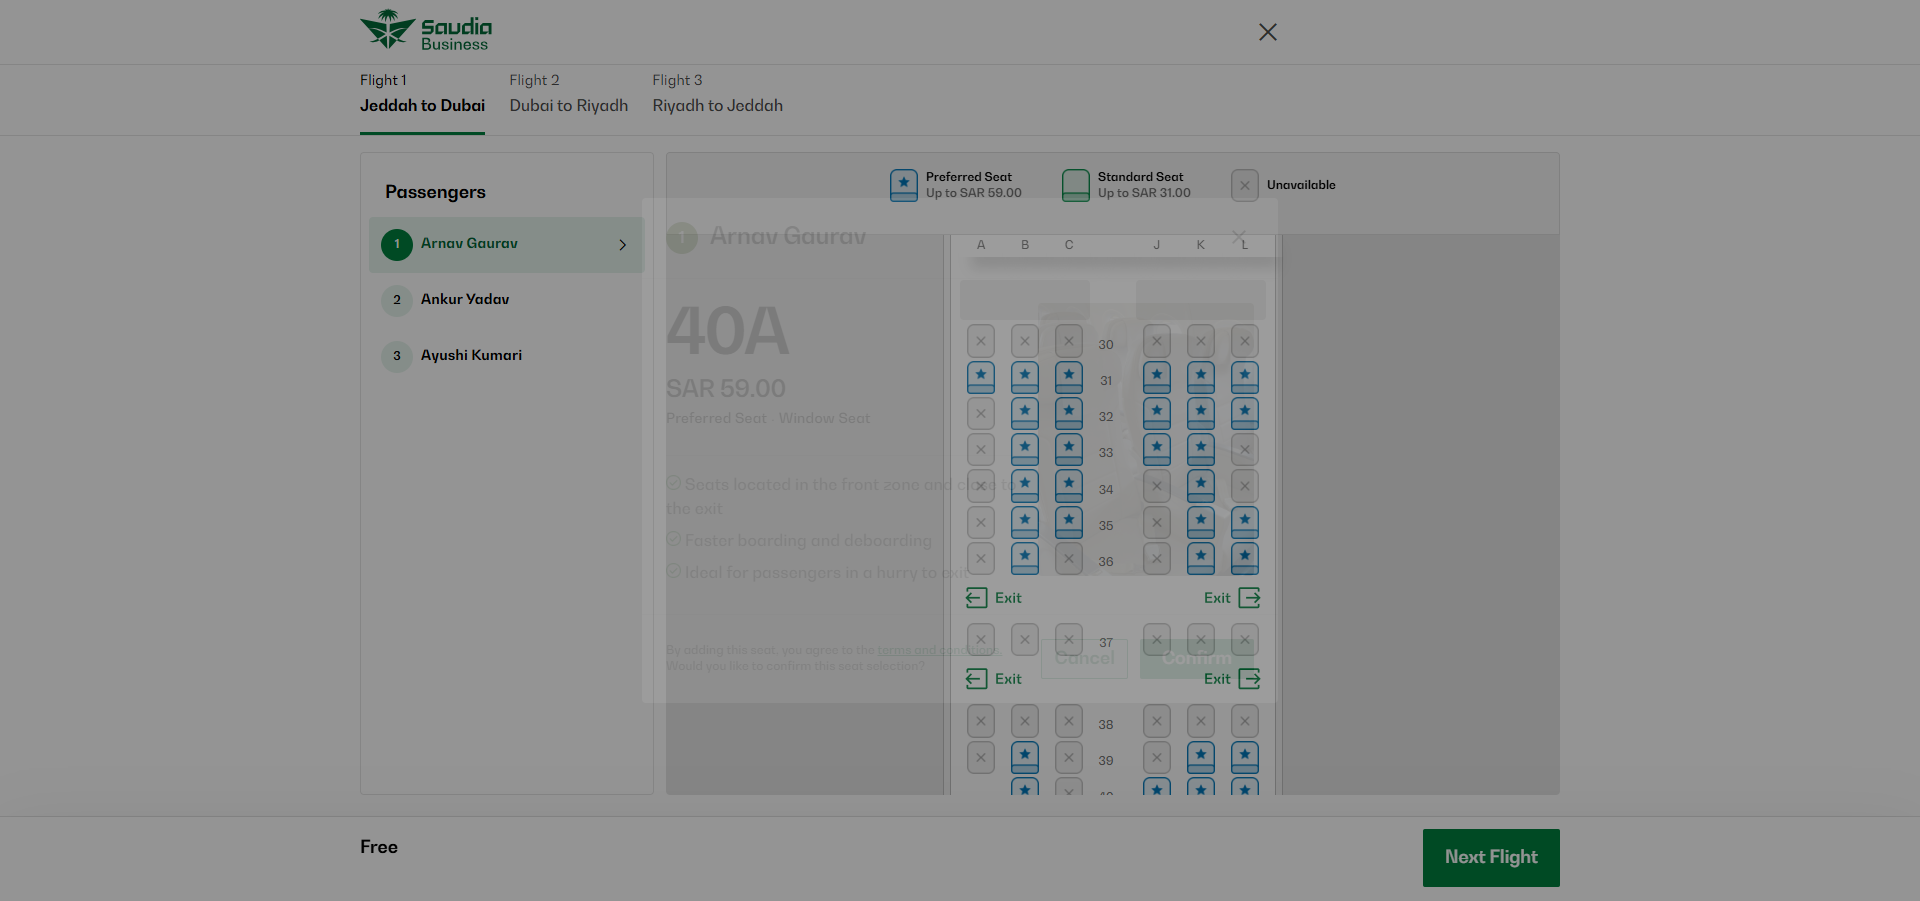 Saudia
Business
Flight 1
Jeddah to Dubai
Flight 2
Dubai to Riyadh
Flight 3
Riyadh to Jeddah
Passengers
1 Arnav Gaurav
2 Ankur Yadav
3 Ayushi Kumari
Preferred Seat
Up to SAR 59.00
Standard Seat
Up to SAR 31.00
Unavailable
1 Arnav Gaurav
40A
SAR 59.00
Preferred Seat - Window Seat
Seats located in the front zone and close to
the exit
Faster boarding and deboarding
Ideal for passengers in a hurry to exit
By adding this seat, you agree to the terms and conditions.
Would you like to confirm this seat selection?
Cancel
Confirm
A B C J K L
30
31
32
33
34
35
36
Exit Exit
37
Exit Exit
38
39
Free
Next Flight